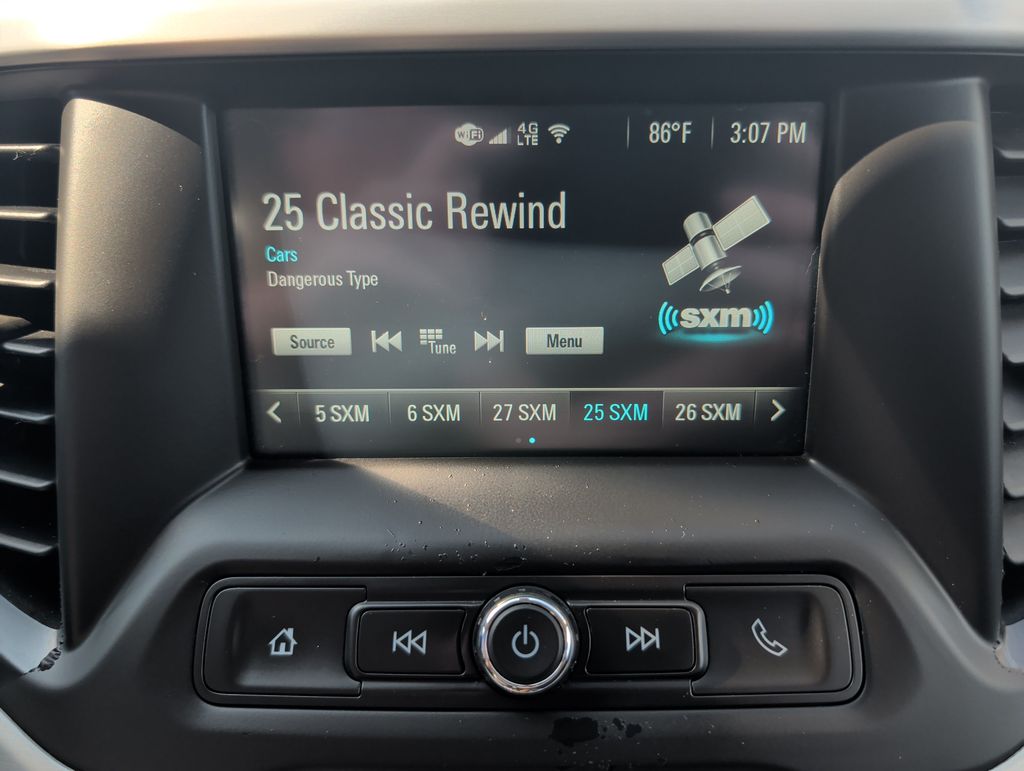 WiFi 4G LTE 86°F 3:07 PM
25 Classic Rewind
Cars
Dangerous Type
sxm
Source Tune Menu
5 SXM 6 SXM 27 SXM 25 SXM 26 SXM